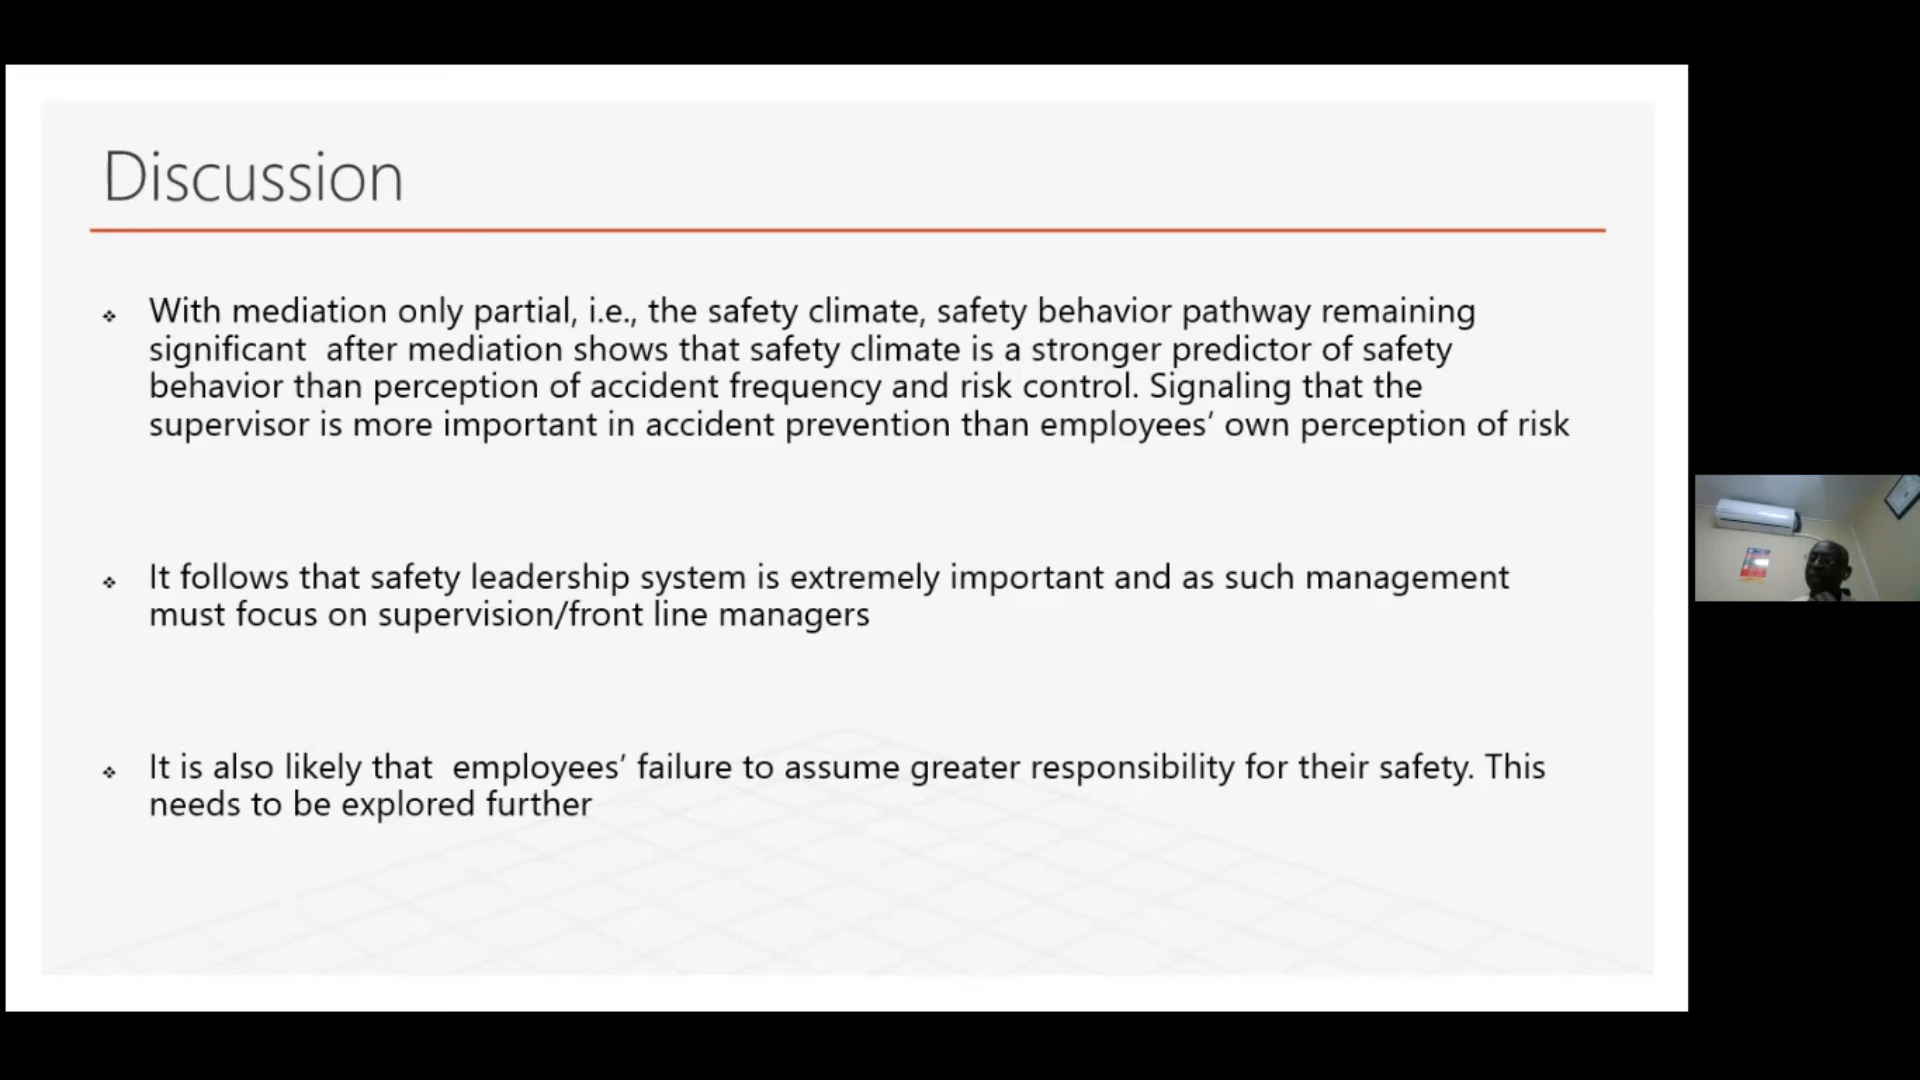 Discussion
With mediation only partial, i.e., the safety climate, safety behavior pathway remaining
significant  after mediation shows that safety climate is a stronger predictor of safety
behavior than perception of accident frequency and risk control. Signaling that the
supervisor is more important in accident prevention than employees’ own perception of risk
It follows that safety leadership system is extremely important and as such management
must focus on supervision/front line managers
It is also likely that  employees’ failure to assume greater responsibility for their safety. This
needs to be explored further